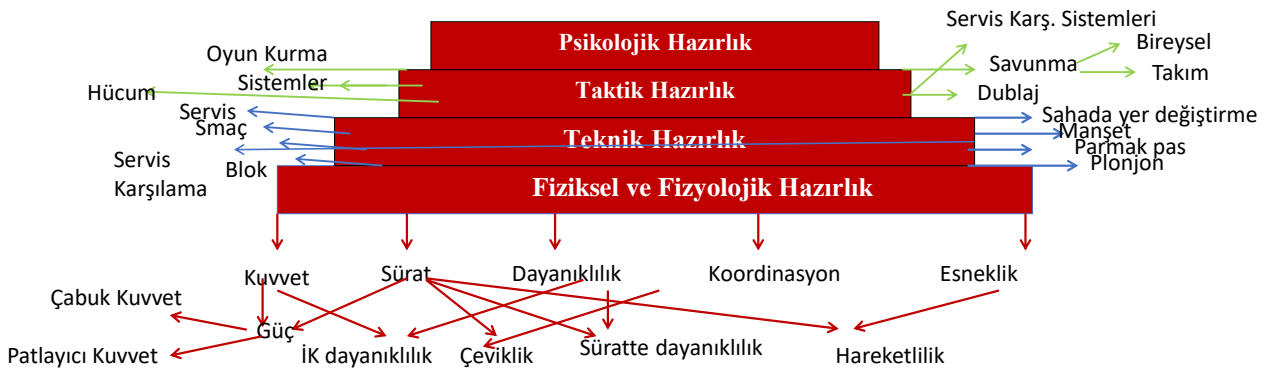 Servis Karş. Sistemleri
Psikolojik Hazırlık
Bireysel
Oyun Kurma
Savunma
Takım
Sistemler
Taktik Hazırlık
Hücum
Dublaj
Servis
Sahada yer değiştirme
Smaç
Teknik Hazırlık
Manşet
Parmak pas
Servis
Karşılama
Blok
Plonjon
Fiziksel ve Fizyolojik Hazırlık
Kuvvet
Sürat
Dayanıklılık
Koordinasyon
Esneklik
Çabuk Kuvvet
Güç
Patlayıcı Kuvvet
İK dayanıklılık
Çeviklik
Süratte dayanıklılık
Hareketlilik